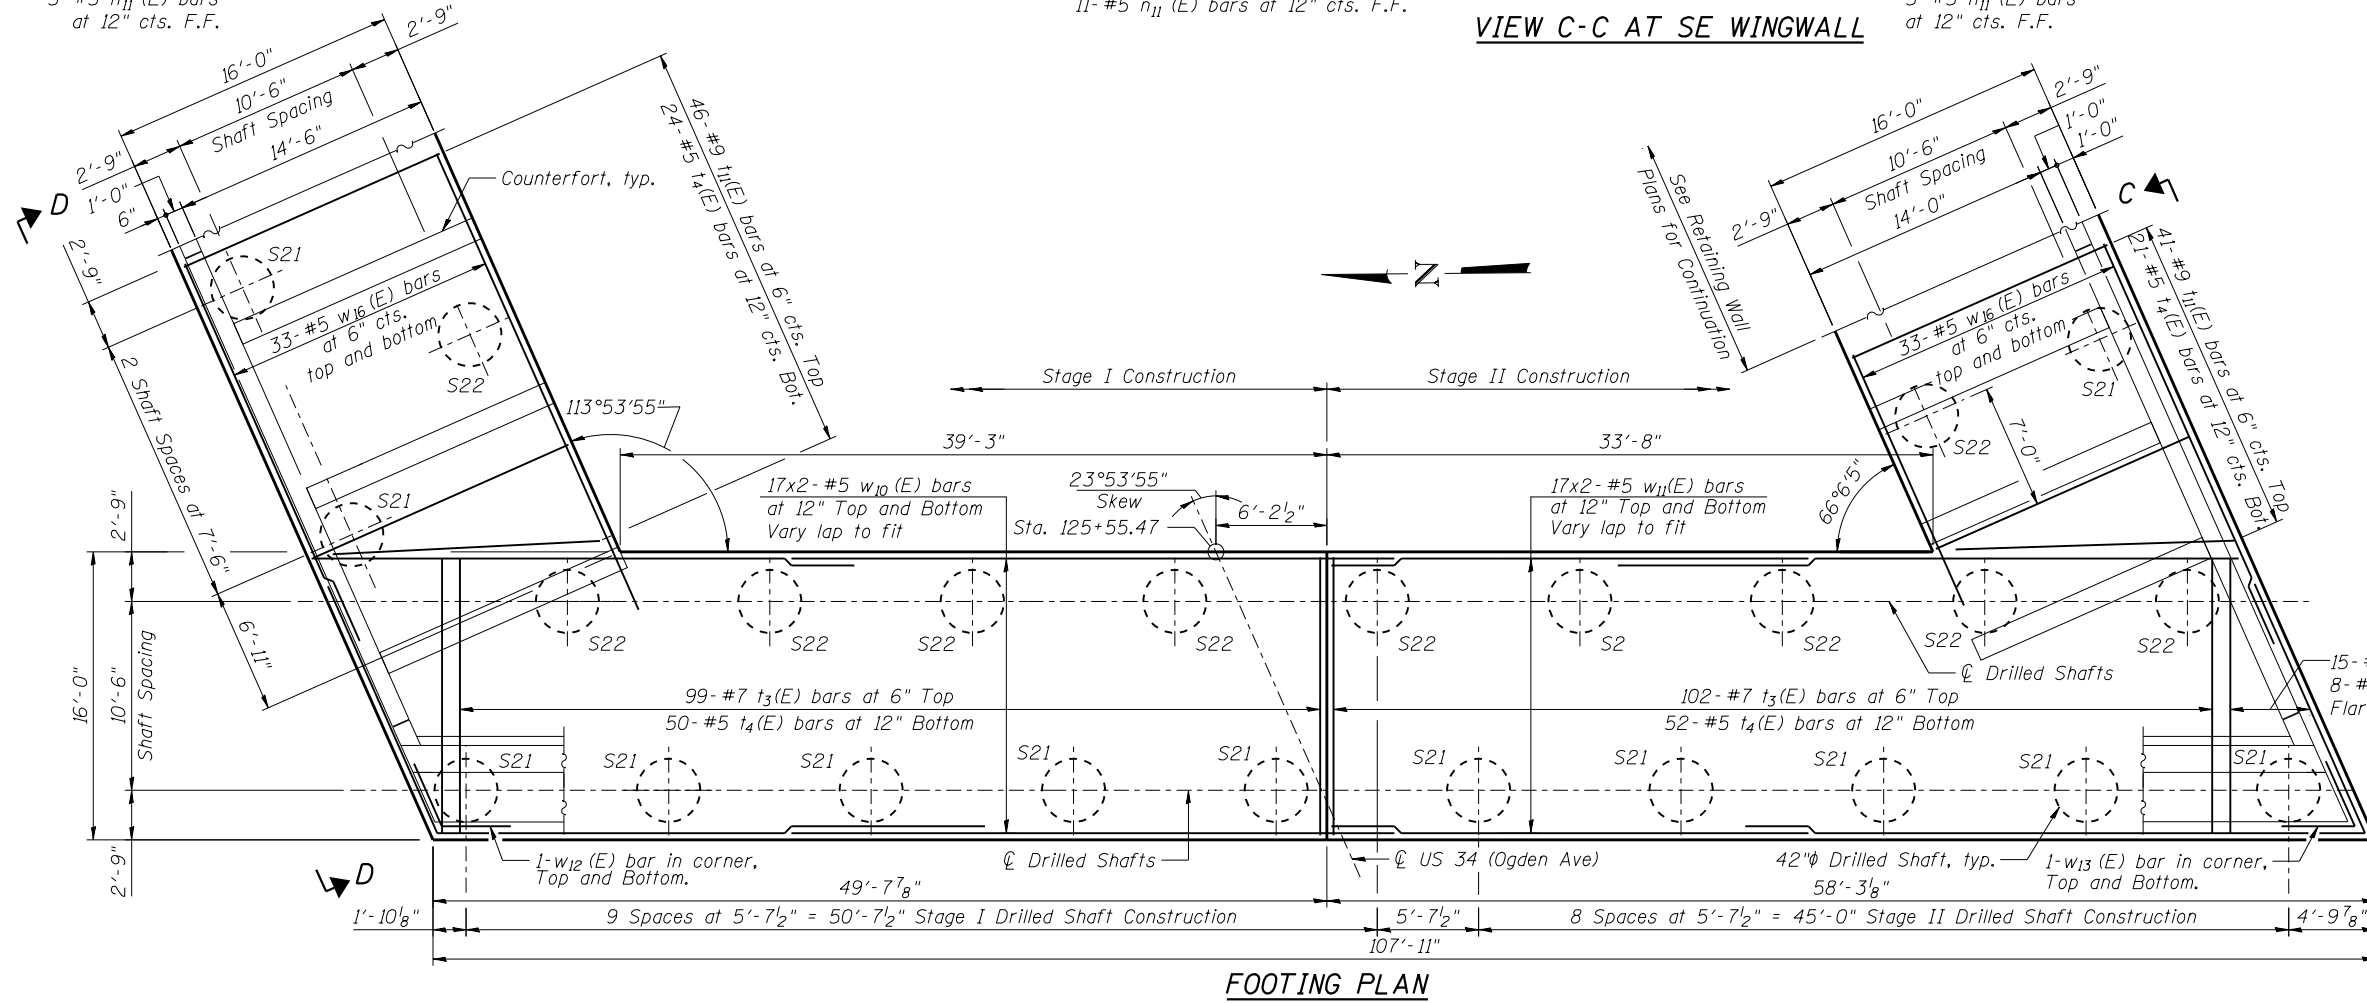 at 12" cts. F.F.
11-#5 n11 (E) bars at 12" cts. F.F.
VIEW C-C AT SE WINGWALL
at 12" cts. F.F.
16'-0"
2'-9"
10'-6"
Shaft Spacing
14'-6"
2'-9"
1'-0"
6"
D
2'-9"
Counterfort, typ.
46-#9 t11(E) bars at 6" cts. Top
24-#5 t4(E) bars at 12" cts. Bot.
S21
33-#5 w16(E) bars
at 6" cts.
top and bottom
S22
2 Shaft Spaces at 7'-6"
S21
6'-11"
113°53'55"
N
See Retaining Wall
Plans for Continuation
16'-0"
2'-9"
1'-0"
1'-0"
10'-6"
Shaft Spacing
14'-0"
2'-9"
C
41-#9 t11(E) bars at 6" cts. Top
21-#5 t4(E) bars at 12" cts. Bot.
33-#5 w16(E) bars
at 6" cts.
top and bottom
S21
S22
7'-0"
66°6'5"
Stage I Construction
Stage II Construction
39'-3"
33'-8"
17x2-#5 w10(E) bars
at 12" Top and Bottom
Vary lap to fit
23°53'55"
Skew
Sta. 125+55.47
6'-2½"
17x2-#5 w11(E) bars
at 12" Top and Bottom
Vary lap to fit
2'-9"
16'-0"
10'-6"
Shaft Spacing
2'-9"
S22
S22
S22
S22
S22
S2
S22
S22
S22
℄ Drilled Shafts
99-#7 t3(E) bars at 6" Top
50-#5 t4(E) bars at 12" Bottom
102-#7 t3(E) bars at 6" Top
52-#5 t4(E) bars at 12" Bottom
S21
S21
S21
S21
S21
S21
S21
S21
S21
S21
D
1-w12(E) bar in corner,
Top and Bottom.
℄ Drilled Shafts
℄ US 34 (Ogden Ave)
42"ϕ Drilled Shaft, typ.
1-w13(E) bar in corner,
Top and Bottom.
49'-7⅞"
58'-3⅛"
1'-10⅛"
9 Spaces at 5'-7½" = 50'-7½" Stage I Drilled Shaft Construction
5'-7½"
8 Spaces at 5'-7½" = 45'-0" Stage II Drilled Shaft Construction
4'-9⅞"
107'-11"
FOOTING PLAN